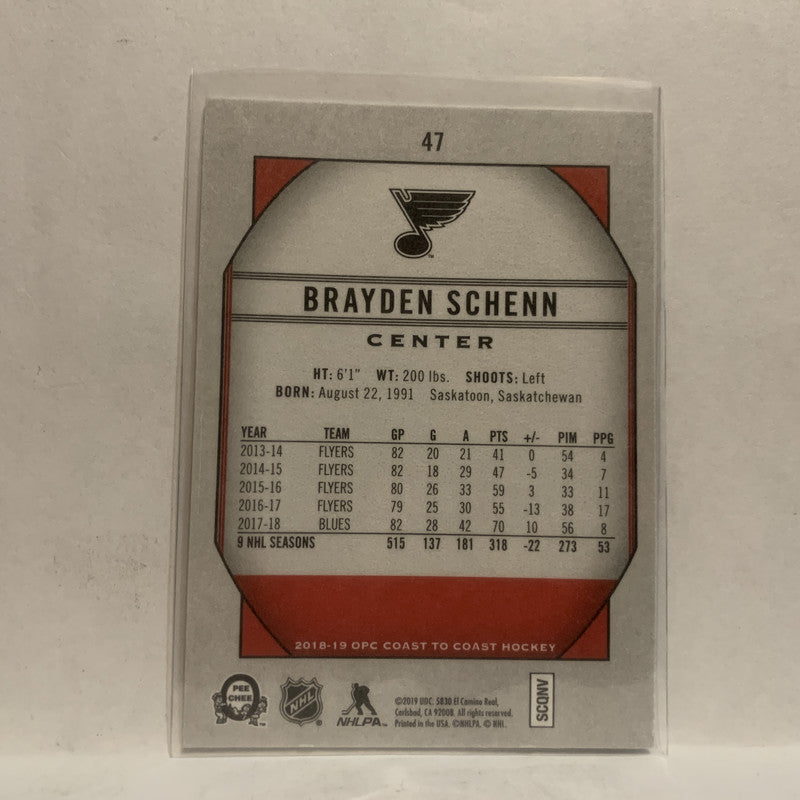 47
BRAYDEN SCHENN
CENTER
HT: 6'1" WT: 200 lbs. SHOOTS: Left
BORN: August 22, 1991 Saskatoon, Saskatchewan
YEAR TEAM GP G A PTS +/- PIM PPG
2013-14 FLYERS 82 20 21 41 0 54 4
2014-15 FLYERS 82 18 29 47 -5 34 7
2015-16 FLYERS 80 26 33 59 3 33 11
2016-17 FLYERS 79 25 30 55 -13 38 17
2017-18 BLUES 82 28 42 70 10 56 8
9 NHL SEASONS 515 137 181 318 -22 273 53
2018-19 OPC COAST TO COAST HOCKEY
PEE CHEE
NHL
NHLPA
©2019 UDC. 5830 El Camino Real,
Carlsbad, CA 92008. All rights reserved.
Printed in the USA. ©NHLPA. © NHL.
SCQNV